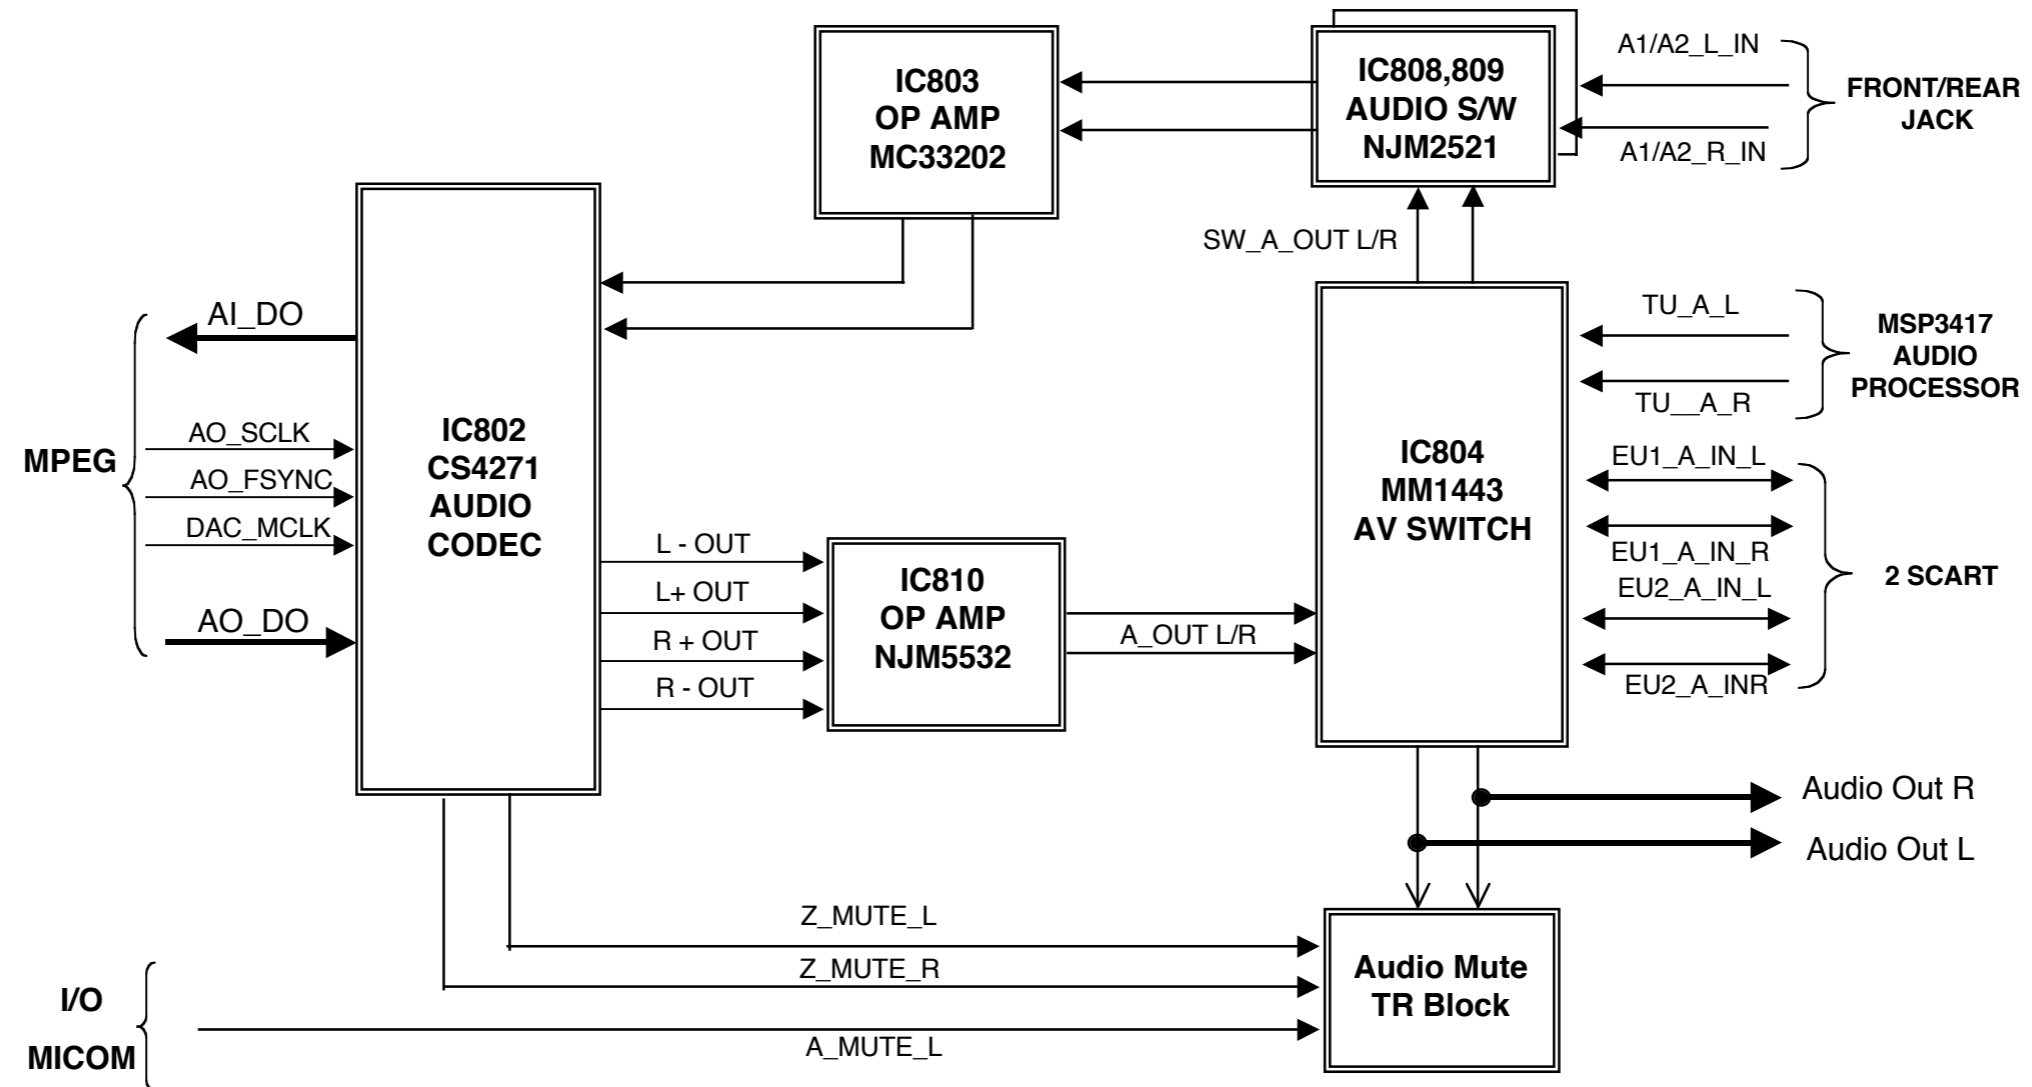 IC803
OP AMP
MC33202
IC808,809
AUDIO S/W
NJM2521
A1/A2_L_IN
A1/A2_R_IN
FRONT/REAR
JACK
SW_A_OUT L/R
MPEG
AI_DO
AO_SCLK
AO_FSYNC
DAC_MCLK
AO_DO
IC802
CS4271
AUDIO
CODEC
L - OUT
L+ OUT
R + OUT
R - OUT
IC810
OP AMP
NJM5532
A_OUT L/R
IC804
MM1443
AV SWITCH
TU_A_L
TU__A_R
MSP3417
AUDIO
PROCESSOR
EU1_A_IN_L
EU1_A_IN_R
EU2_A_IN_L
EU2_A_INR
2 SCART
Audio Out R
Audio Out L
Z_MUTE_L
Z_MUTE_R
A_MUTE_L
I/O
MICOM
Audio Mute
TR Block